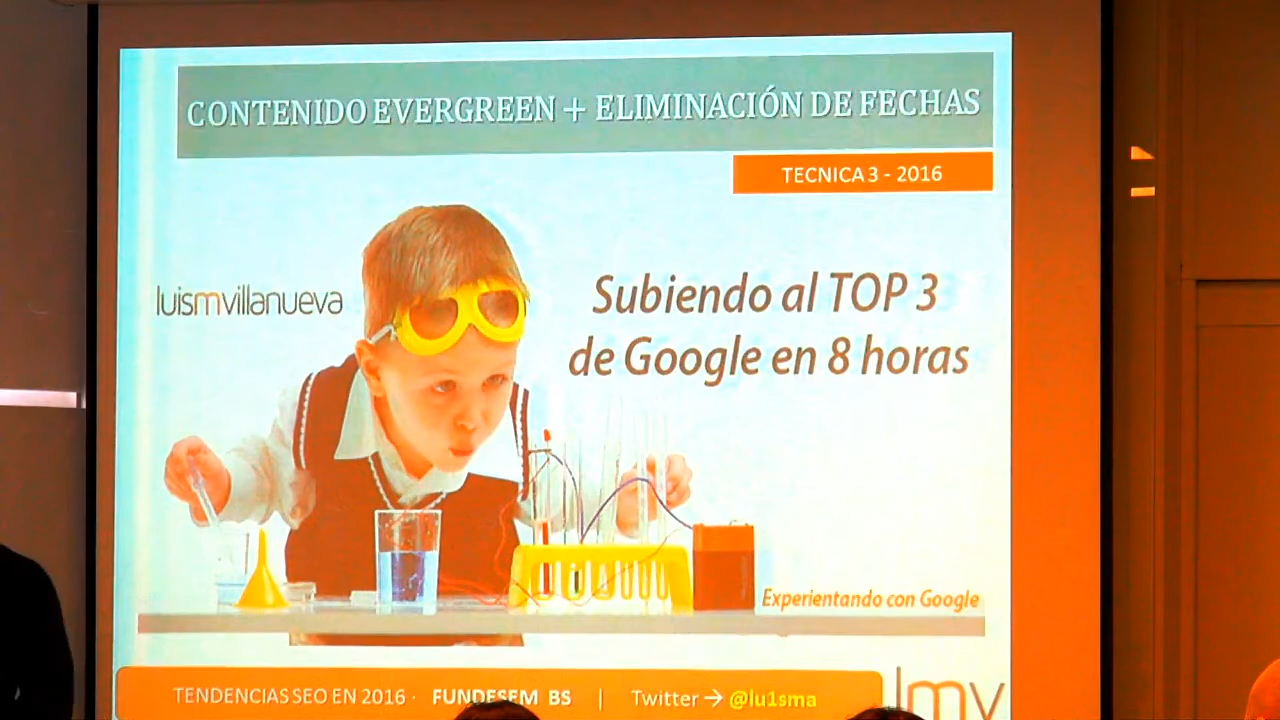 CONTENIDO EVERGREEN + ELIMINACIÓN DE FECHAS
TECNICA 3 - 2016
luismvillanueva
Subiendo al TOP 3
de Google en 8 horas
Experientando con Google
TENDENCIAS SEO EN 2016 · FUNDESEM BS | Twitter → @lu1sma
lmv